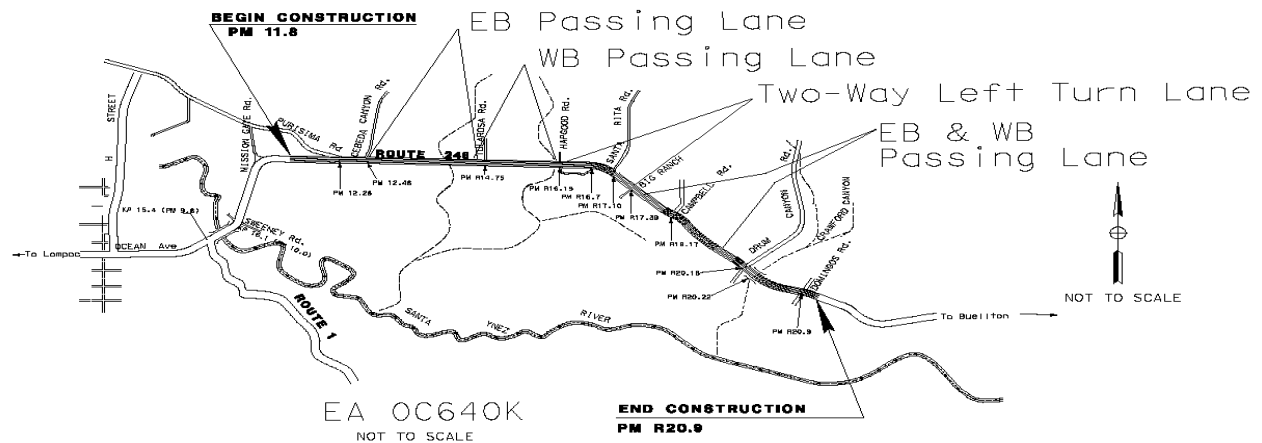 BEGIN CONSTRUCTION
PM 11.8
EB Passing Lane
WB Passing Lane
Two-Way Left Turn Lane
EB & WB
Passing Lane
H STREET
MISSION GATE Rd.
PURISIMA Rd
CEBEDA CANYON Rd.
ROUTE 246
HAPGOOD Rd.
SANTA RITA Rd.
BIG RANCH
CAMPBELL Rd.
DRUM CANYON Rd.
CRAWFORD CANYON
DOMINGOS Rd.
PM 12.26
PM 12.46
PM R14.75
PM R16.15
PM R16.7
PM R17.10
PM R17.39
PM R18.17
PM R20.15
PM R20.22
PM R20.9
KP 15.4 (PM 9.6)
SWEENEY Rd.
OCEAN Ave
To Lompoc
ROUTE 1
SANTA YNEZ RIVER
To Buellton
NOT TO SCALE
EA 0C640K
NOT TO SCALE
END CONSTRUCTION
PM R20.9